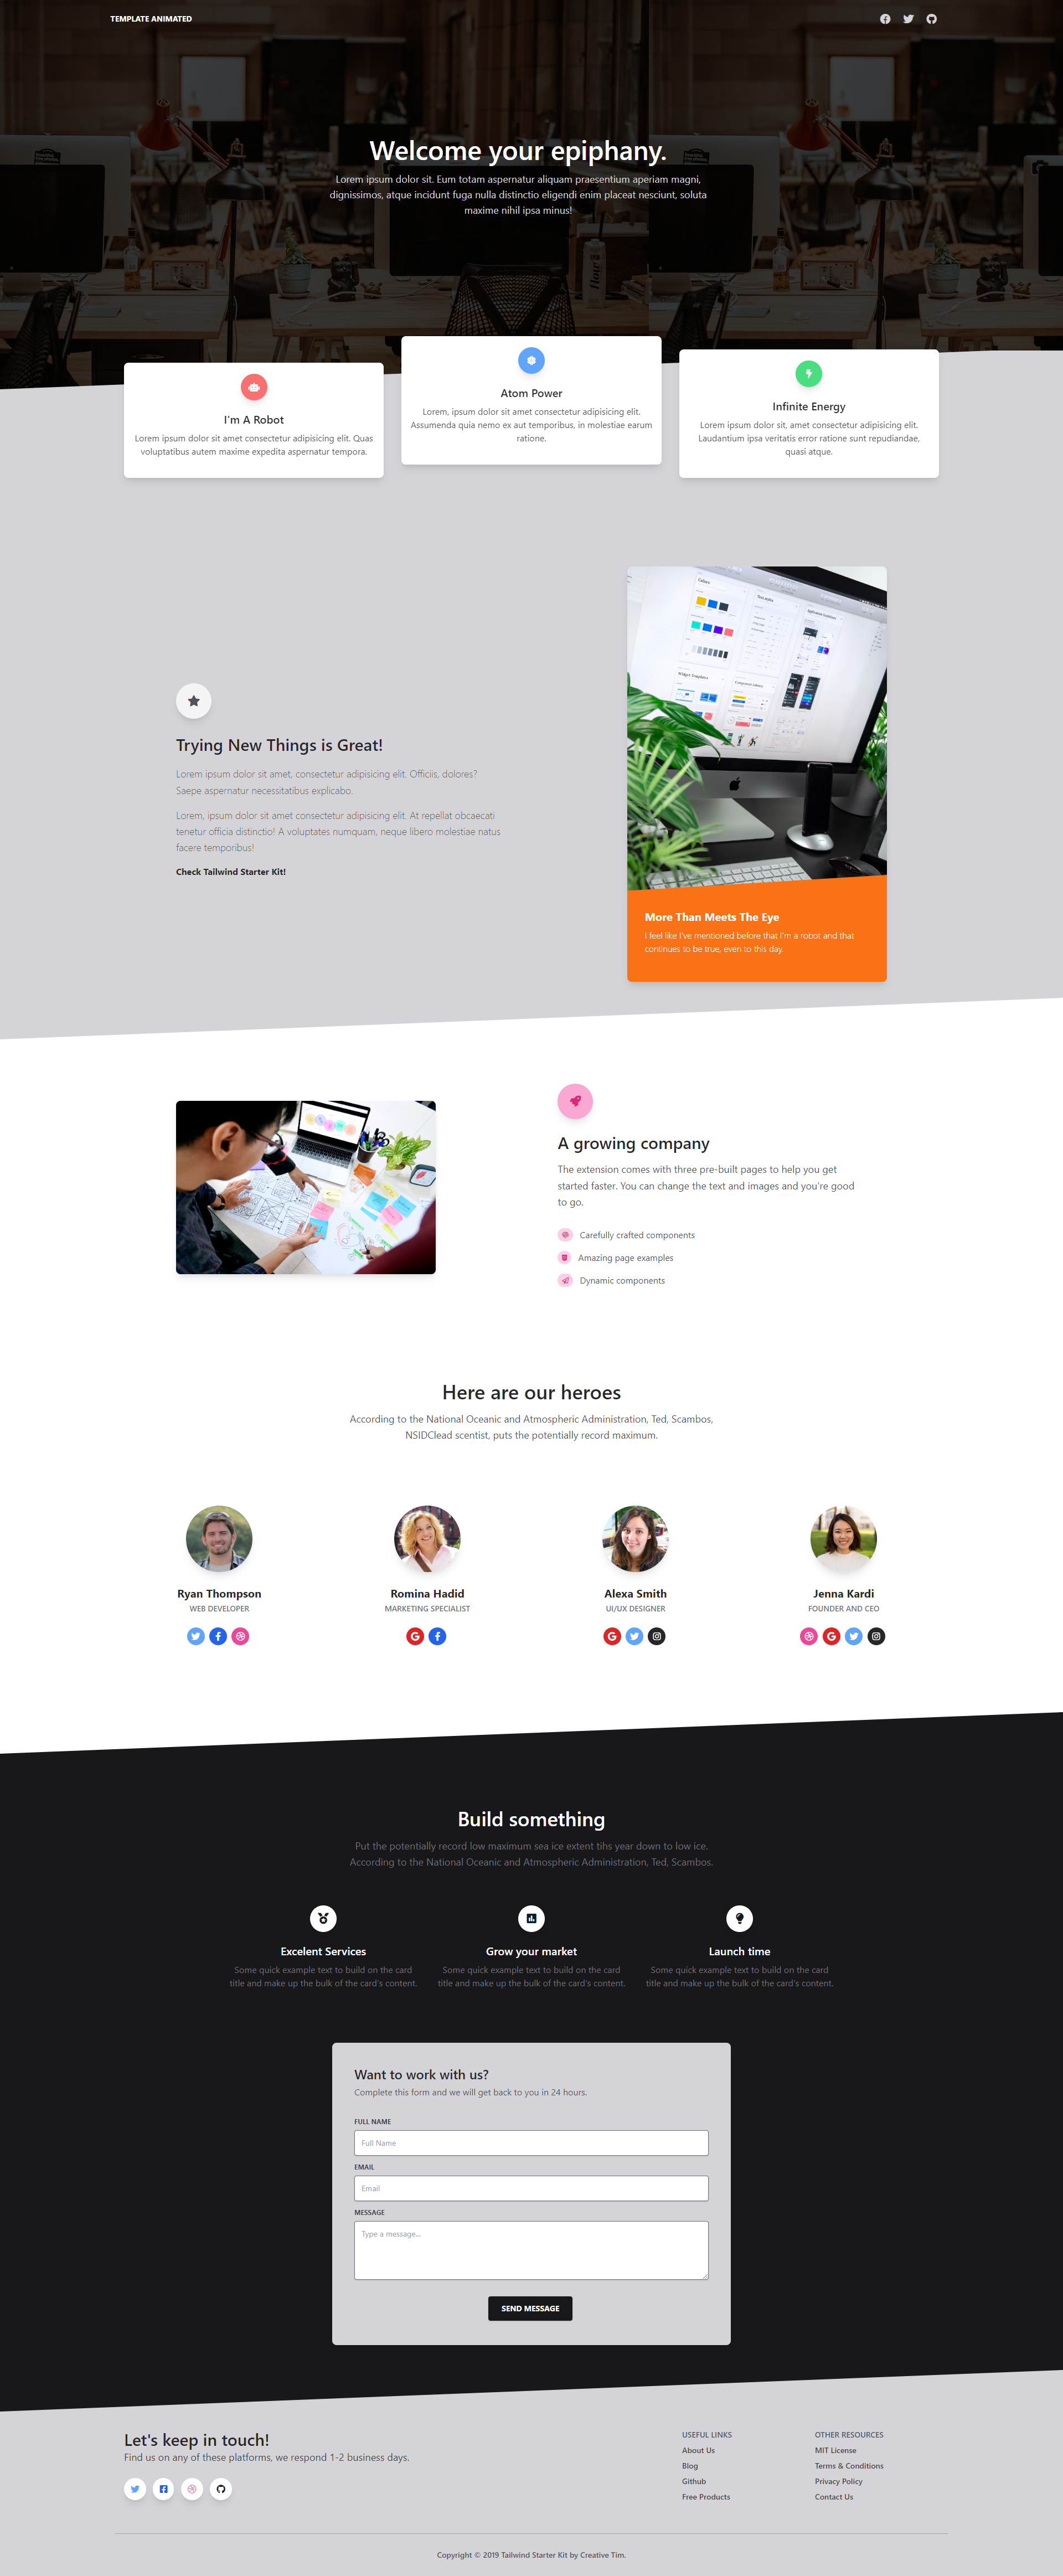 TEMPLATE ANIMATED
Welcome your epiphany.
Lorem ipsum dolor sit. Eum totam aspernatur aliquam praesentium aperiam magni,
dignissimos, atque incidunt fuga nulla distinctio eligendi enim placeat nesciunt, soluta
maxime nihil ipsa minus!
I'm A Robot
Lorem ipsum dolor sit amet consectetur adipisicing elit. Quas
voluptatibus autem maxime expedita aspernatur tempora.
Atom Power
Lorem, ipsum dolor sit amet consectetur adipisicing elit.
Assumenda quia nemo ex aut temporibus, in molestiae earum
ratione.
Infinite Energy
Lorem ipsum dolor sit, amet consectetur adipisicing elit.
Laudantium ipsa veritatis error ratione sunt repudiandae,
quasi atque.
Trying New Things is Great!
Lorem ipsum dolor sit amet, consectetur adipisicing elit. Officiis, dolores?
Saepe aspernatur necessitatibus explicabo.
Lorem, ipsum dolor sit amet consectetur adipisicing elit. At repellat obcaecati
tenetur officia distinctio! A voluptates numquam, neque libero molestiae natus
facere temporibus!
Check Tailwind Starter Kit!
Colors
Text styles
Widget Templates
More Than Meets The Eye
I feel like I've mentioned before that I'm a robot and that
continues to be true, even to this day.
A growing company
The extension comes with three pre-built pages to help you get
started faster. You can change the text and images and you're good
to go.
Carefully crafted components
Amazing page examples
Dynamic components
Here are our heroes
According to the National Oceanic and Atmospheric Administration, Ted, Scambos,
NSIDClead scentist, puts the potentially record maximum.
Ryan Thompson
WEB DEVELOPER
Romina Hadid
MARKETING SPECIALIST
Alexa Smith
UI/UX DESIGNER
Jenna Kardi
FOUNDER AND CEO
Build something
Put the potentially record low maximum sea ice extent tihs year down to low ice.
According to the National Oceanic and Atmospheric Administration, Ted, Scambos.
Excelent Services
Some quick example text to build on the card
title and make up the bulk of the card's content.
Grow your market
Some quick example text to build on the card
title and make up the bulk of the card's content.
Launch time
Some quick example text to build on the card
title and make up the bulk of the card's content.
Want to work with us?
Complete this form and we will get back to you in 24 hours.
FULL NAME
Full Name
EMAIL
Email
MESSAGE
Type a message...
SEND MESSAGE
Let's keep in touch!
Find us on any of these platforms, we respond 1-2 business days.
USEFUL LINKS
About Us
Blog
Github
Free Products
OTHER RESOURCES
MIT License
Terms & Conditions
Privacy Policy
Contact Us
Copyright © 2019 Tailwind Starter Kit by Creative Tim.